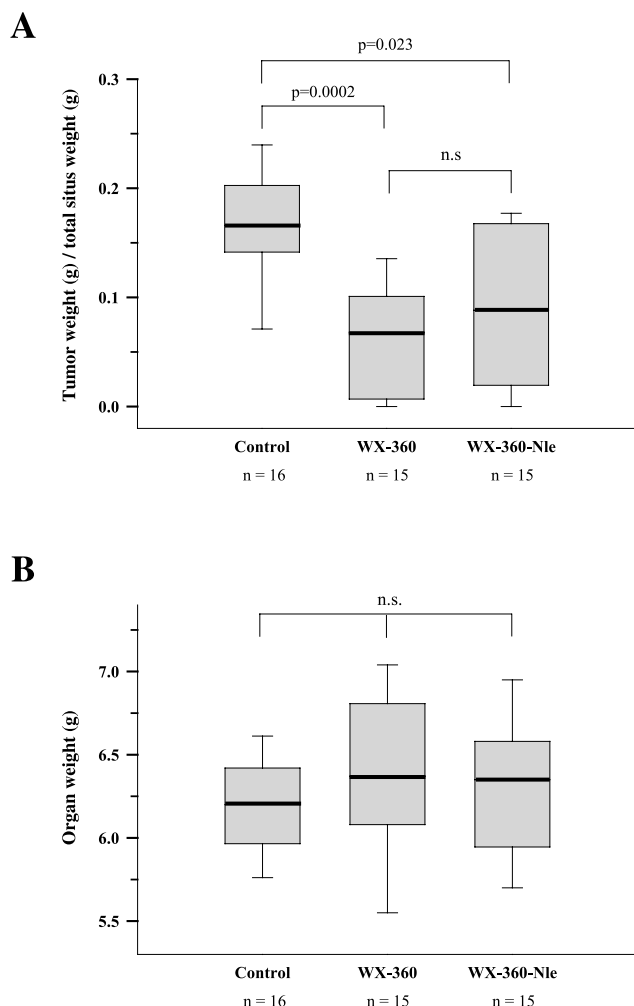 A
p=0.023
p=0.0002
n.s
Tumor weight (g) / total situs weight (g)
0.3
0.2
0.1
0.0
Control WX-360 WX-360-Nle
n = 16 n = 15 n = 15
B
n.s.
Organ weight (g)
7.0
6.5
6.0
5.5
Control WX-360 WX-360-Nle
n = 16 n = 15 n = 15